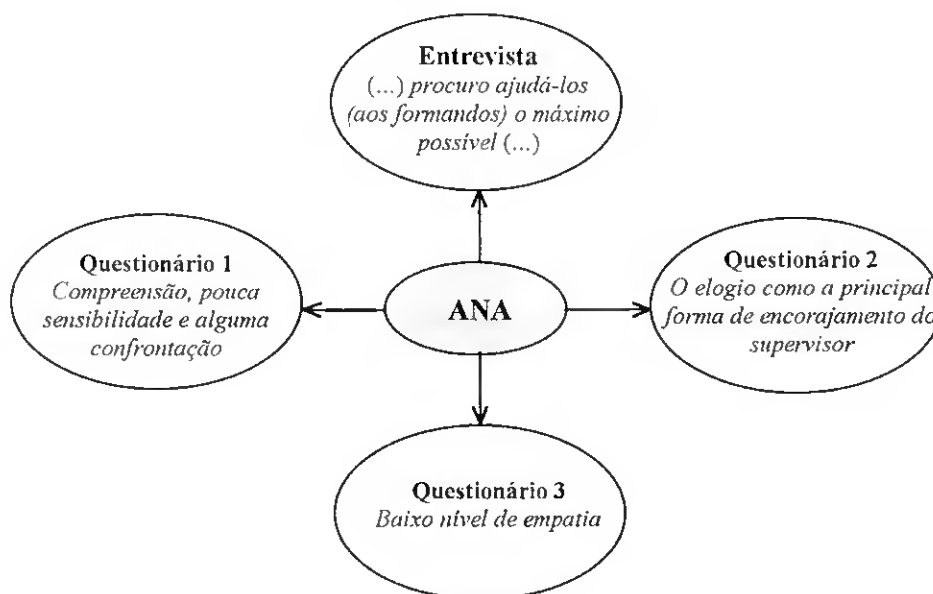 Entrevista
(...) procuro ajudá-los
(aos formandos) o máximo
possível (...)
Questionário 1
Compreensão, pouca
sensibilidade e alguma
confrontação
ANA
Questionário 2
O elogio como a principal
forma de encorajamento do
supervisor
Questionário 3
Baixo nível de empatia